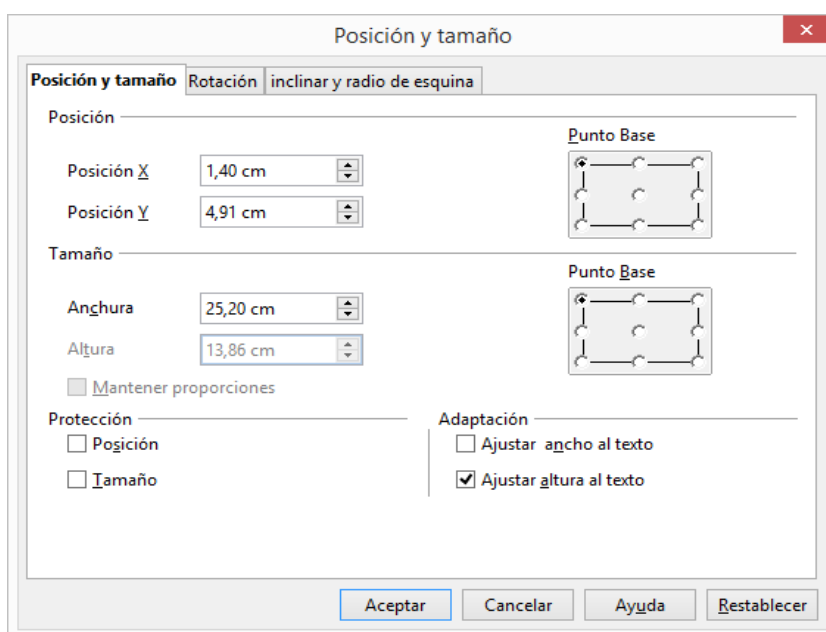 Posición y tamaño
Posición y tamaño Rotación inclinar y radio de esquina
Posición
Punto Base
Posición X 1,40 cm
Posición Y 4,91 cm
Tamaño
Punto Base
Anchura 25,20 cm
Altura 13,86 cm
Mantener proporciones
Protección Adaptación
Posición Ajustar ancho al texto
Tamaño Ajustar altura al texto
Aceptar Cancelar Ayuda Restablecer